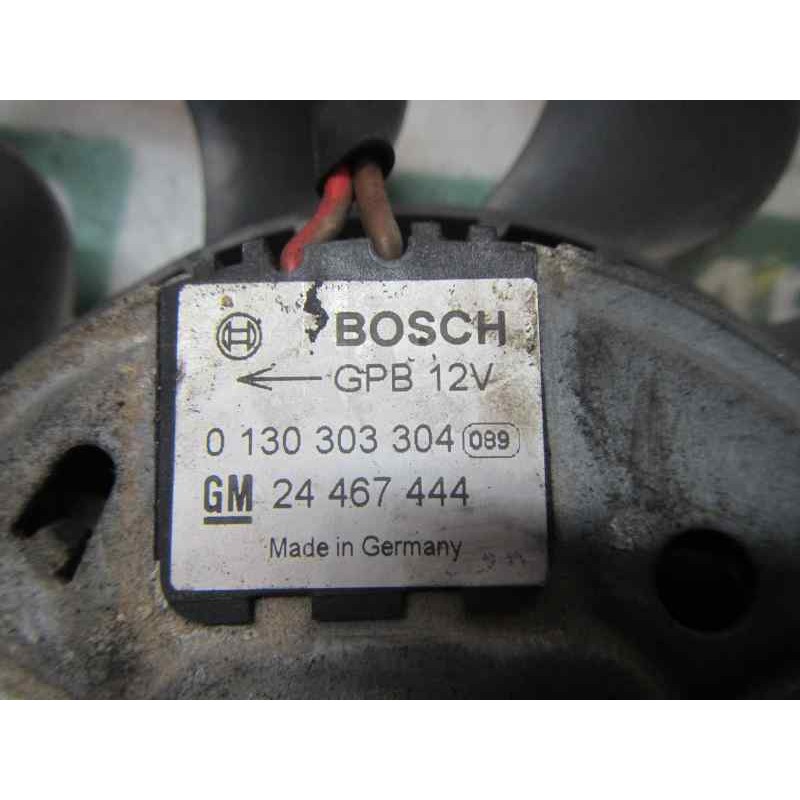 BOSCH
GPB 12V
0 130 303 304 089
GM 24 467 444
Made in Germany